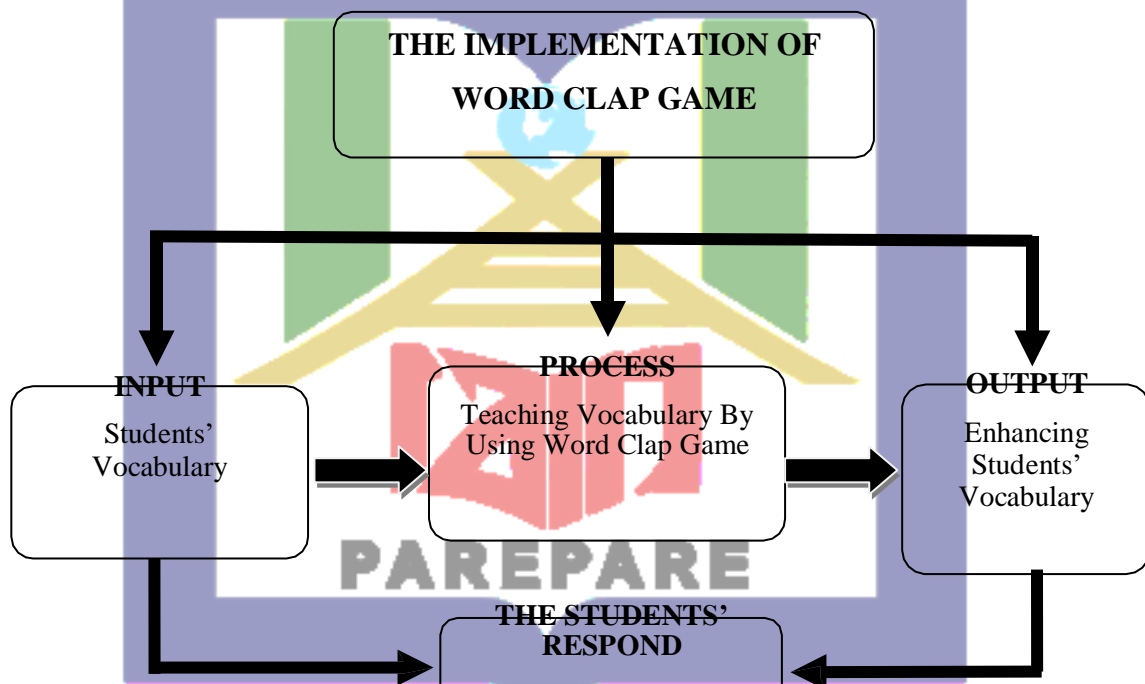 THE IMPLEMENTATION OF
WORD CLAP GAME
INPUT
Students’
Vocabulary
PROCESS
Teaching Vocabulary By
Using Word Clap Game
OUTPUT
Enhancing
Students’
Vocabulary
PAREPARE
THE STUDENTS’
RESPOND